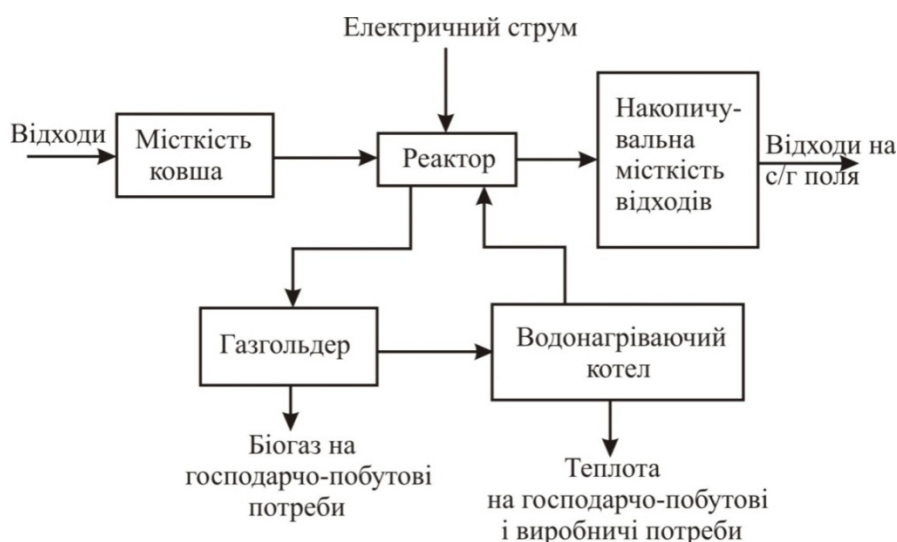 Електричний струм
Відходи
Місткість
ковша
Реактор
Накопичу-
вальна
місткість
відходів
Відходи на
с/г поля
Газгольдер
Водонагріваючий
котел
Біогаз на
господарчо-побутові
потреби
Теплота
на господарчо-побутові
і виробничі потреби